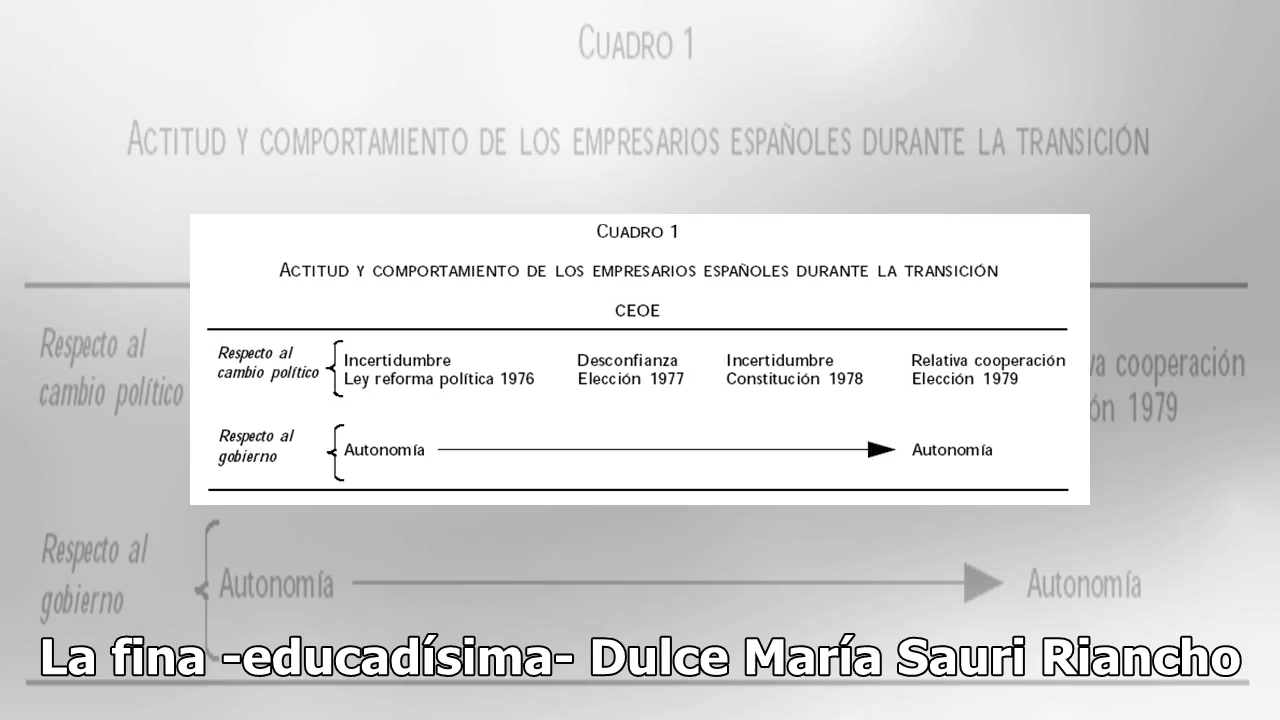 CUADRO 1
ACTITUD Y COMPORTAMIENTO DE LOS EMPRESARIOS ESPAÑOLES DURANTE LA TRANSICIÓN
CUADRO 1
ACTITUD Y COMPORTAMIENTO DE LOS EMPRESARIOS ESPAÑOLES DURANTE LA TRANSICIÓN
CEOE
Respecto al cambio político
Incertidumbre Desconfianza Incertidumbre Relativa cooperación
Ley reforma política 1976 Elección 1977 Constitución 1978 Elección 1979
Respecto al gobierno
Autonomía Autonomía
Respecto al
cambio político
va cooperación
ón 1979
Respecto al
gobierno
Autonomía Autonomía
La fina -educadísima- Dulce María Sauri Riancho